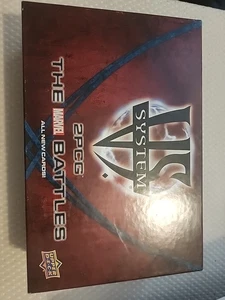 VS
SYSTEM
2PCG
THE MARVEL BATTLES
ALL NEW CARDS!
UPPER DECK